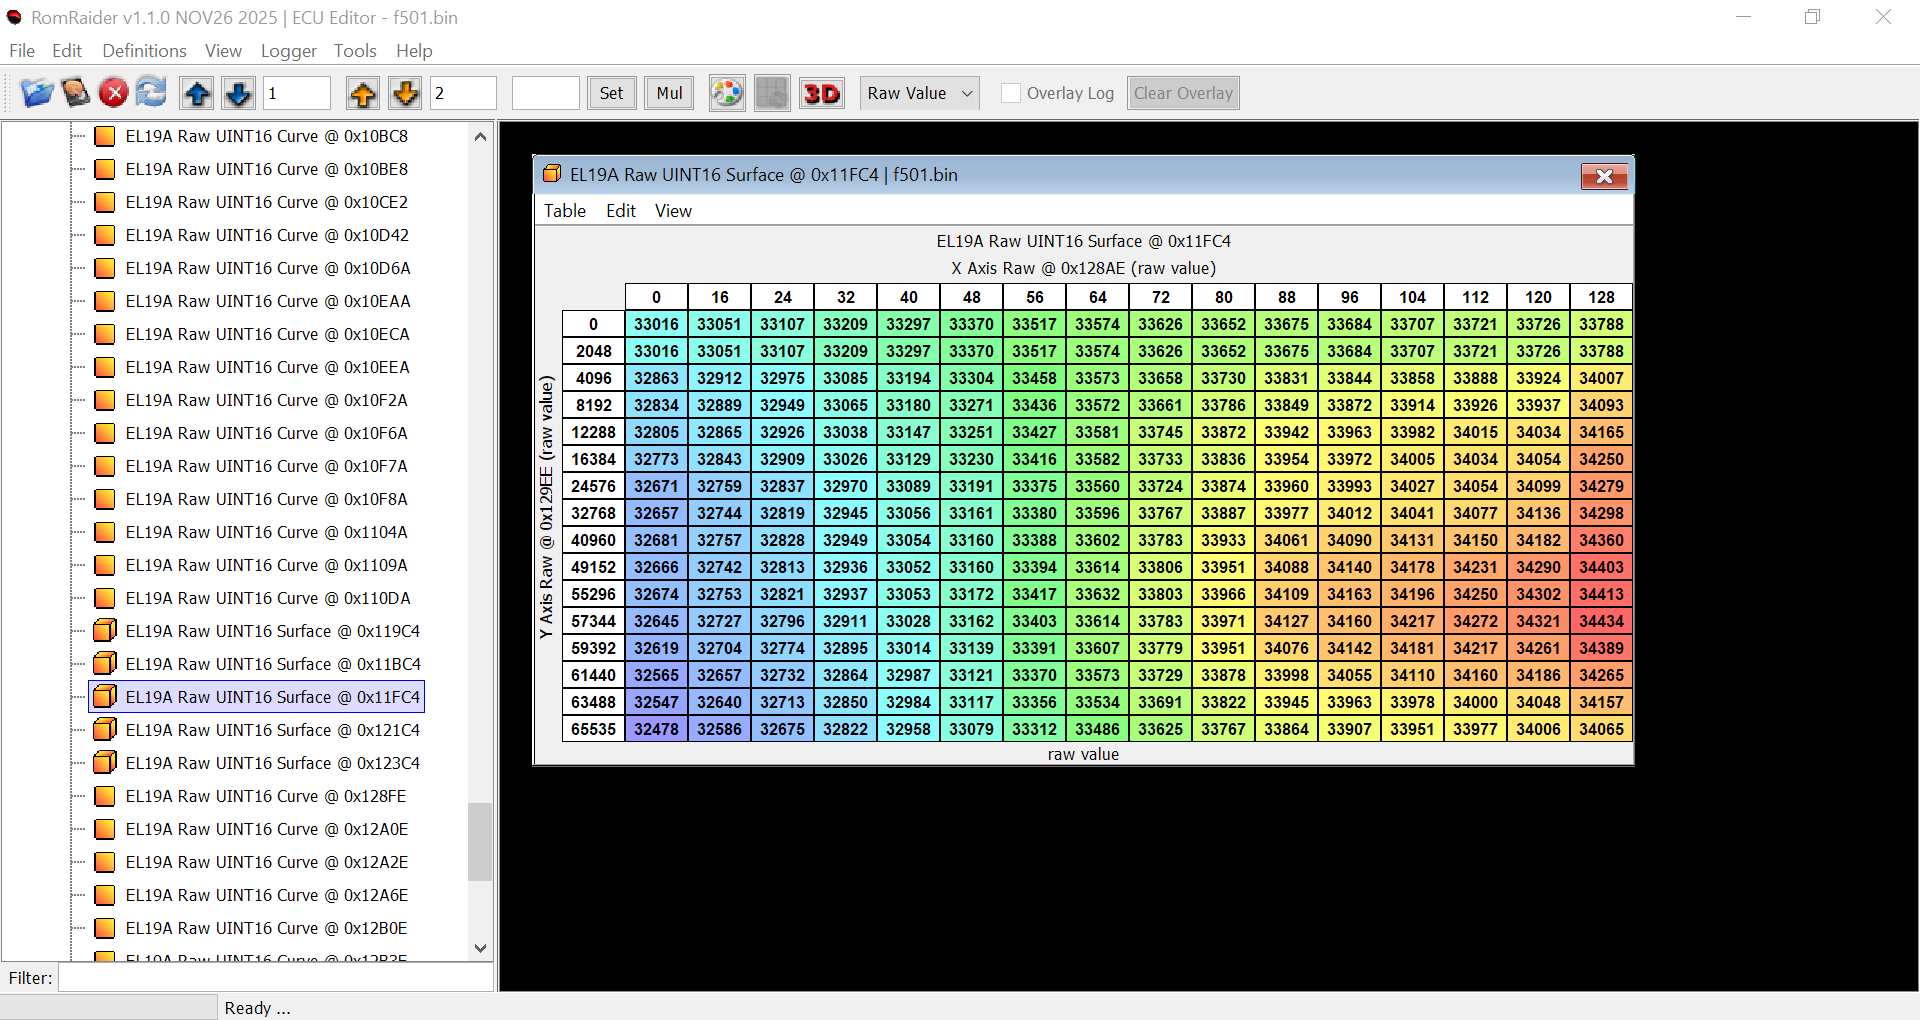 RomRaider v1.1.0 NOV26 2025 | ECU Editor - f501.bin
File Edit Definitions View Logger Tools Help
1 2 Set Mul 3D Raw Value Overlay Log Clear Overlay
EL19A Raw UINT16 Curve @ 0x10BC8
EL19A Raw UINT16 Curve @ 0x10BE8
EL19A Raw UINT16 Curve @ 0x10CE2
EL19A Raw UINT16 Curve @ 0x10D42
EL19A Raw UINT16 Curve @ 0x10D6A
EL19A Raw UINT16 Curve @ 0x10EAA
EL19A Raw UINT16 Curve @ 0x10ECA
EL19A Raw UINT16 Curve @ 0x10EEA
EL19A Raw UINT16 Curve @ 0x10F2A
EL19A Raw UINT16 Curve @ 0x10F6A
EL19A Raw UINT16 Curve @ 0x10F7A
EL19A Raw UINT16 Curve @ 0x10F8A
EL19A Raw UINT16 Curve @ 0x1104A
EL19A Raw UINT16 Curve @ 0x1109A
EL19A Raw UINT16 Curve @ 0x110DA
EL19A Raw UINT16 Surface @ 0x119C4
EL19A Raw UINT16 Surface @ 0x11BC4
EL19A Raw UINT16 Surface @ 0x11FC4
EL19A Raw UINT16 Surface @ 0x121C4
EL19A Raw UINT16 Surface @ 0x123C4
EL19A Raw UINT16 Curve @ 0x128FE
EL19A Raw UINT16 Curve @ 0x12A0E
EL19A Raw UINT16 Curve @ 0x12A2E
EL19A Raw UINT16 Curve @ 0x12A6E
EL19A Raw UINT16 Curve @ 0x12B0E
EL19A Raw UINT16 Curve @
Filter:
Ready ...
EL19A Raw UINT16 Surface @ 0x11FC4 | f501.bin
Table Edit View
EL19A Raw UINT16 Surface @ 0x11FC4
X Axis Raw @ 0x128AE (raw value)
Y Axis Raw @ 0x129EE (raw value)
0 16 24 32 40 48 56 64 72 80 88 96 104 112 120 128
0 33016 33051 33107 33209 33297 33370 33517 33574 33626 33652 33675 33684 33707 33721 33726 33788
2048 33016 33051 33107 33209 33297 33370 33517 33574 33626 33652 33675 33684 33707 33721 33726 33788
4096 32863 32912 32975 33085 33194 33304 33458 33573 33658 33730 33831 33844 33858 33888 33924 34007
8192 32834 32889 32949 33065 33180 33271 33436 33572 33661 33786 33849 33872 33914 33926 33937 34093
12288 32805 32865 32926 33038 33147 33251 33427 33581 33745 33872 33942 33963 33982 34015 34034 34165
16384 32773 32843 32909 33026 33129 33230 33416 33582 33733 33836 33954 33972 34005 34034 34054 34250
24576 32671 32759 32837 32970 33089 33191 33375 33560 33724 33874 33960 33993 34027 34054 34099 34279
32768 32657 32744 32819 32945 33056 33161 33380 33596 33767 33887 33977 34012 34041 34077 34136 34298
40960 32681 32757 32828 32949 33054 33160 33388 33602 33783 33933 34061 34090 34131 34150 34182 34360
49152 32666 32742 32813 32936 33052 33160 33394 33614 33806 33951 34088 34140 34178 34231 34290 34403
55296 32674 32753 32821 32937 33053 33172 33417 33632 33803 33966 34109 34163 34196 34250 34302 34413
57344 32645 32727 32796 32911 33028 33162 33403 33614 33783 33971 34127 34160 34217 34272 34321 34434
59392 32619 32704 32774 32895 33014 33139 33391 33607 33779 33951 34076 34142 34181 34217 34261 34389
61440 32565 32657 32732 32864 32987 33121 33370 33573 33729 33878 33998 34055 34110 34160 34186 34265
63488 32547 32640 32713 32850 32984 33117 33356 33534 33691 33822 33945 33963 33978 34000 34048 34157
65535 32478 32586 32675 32822 32958 33079 33312 33486 33625 33767 33864 33907 33951 33977 34006 34065
raw value